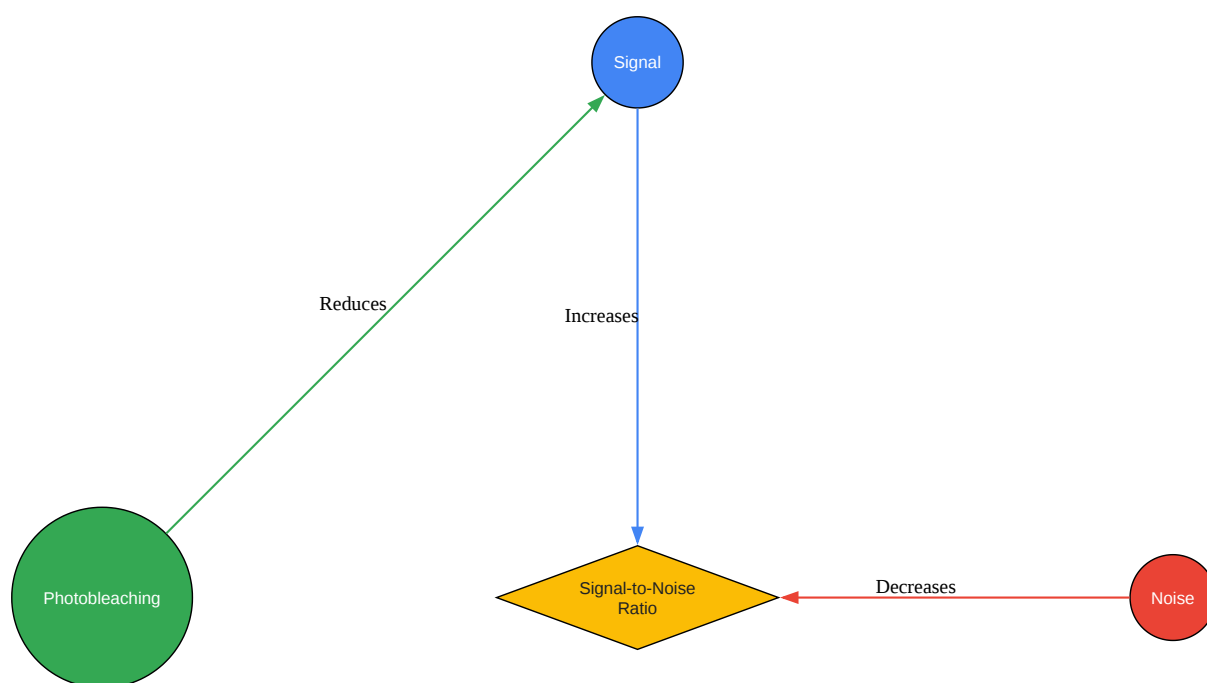 Signal
Reduces
Increases
Photobleaching
Signal-to-Noise
Ratio
Decreases
Noise